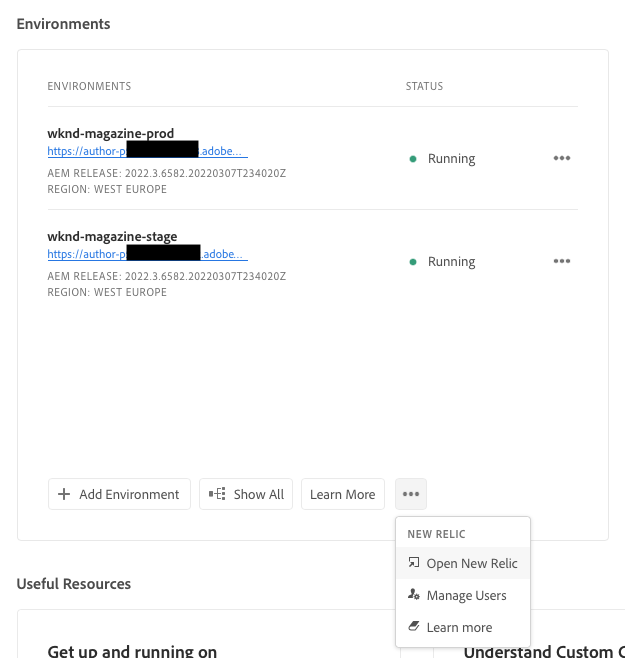 Environments
ENVIRONMENTS STATUS
wknd-magazine-prod
https://author-p .adobe...
Running
AEM RELEASE: 2022.3.6582.20220307T234020Z
REGION: WEST EUROPE
wknd-magazine-stage
https://author-p .adobe...
Running
AEM RELEASE: 2022.3.6582.20220307T234020Z
REGION: WEST EUROPE
Add Environment Show All Learn More
NEW RELIC
Open New Relic
Manage Users
Learn more
Useful Resources
Get up and running on
Understand Custom